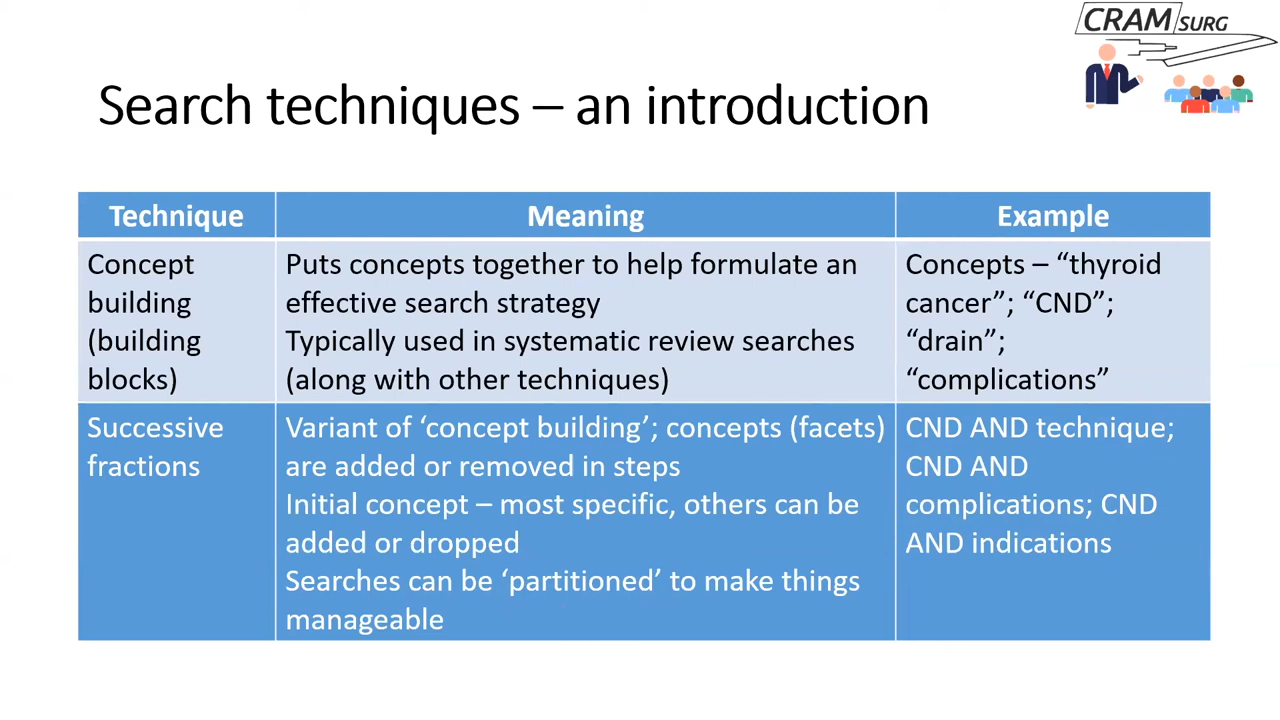 CRAM SURG
Search techniques – an introduction
Technique
Meaning
Example
Concept
building
(building
blocks)
Puts concepts together to help formulate an
effective search strategy
Typically used in systematic review searches
(along with other techniques)
Concepts – “thyroid
cancer”; “CND”;
“drain”;
“complications”
Successive
fractions
Variant of ‘concept building’; concepts (facets)
are added or removed in steps
Initial concept – most specific, others can be
added or dropped
Searches can be ‘partitioned’ to make things
manageable
CND AND technique;
CND AND
complications; CND
AND indications